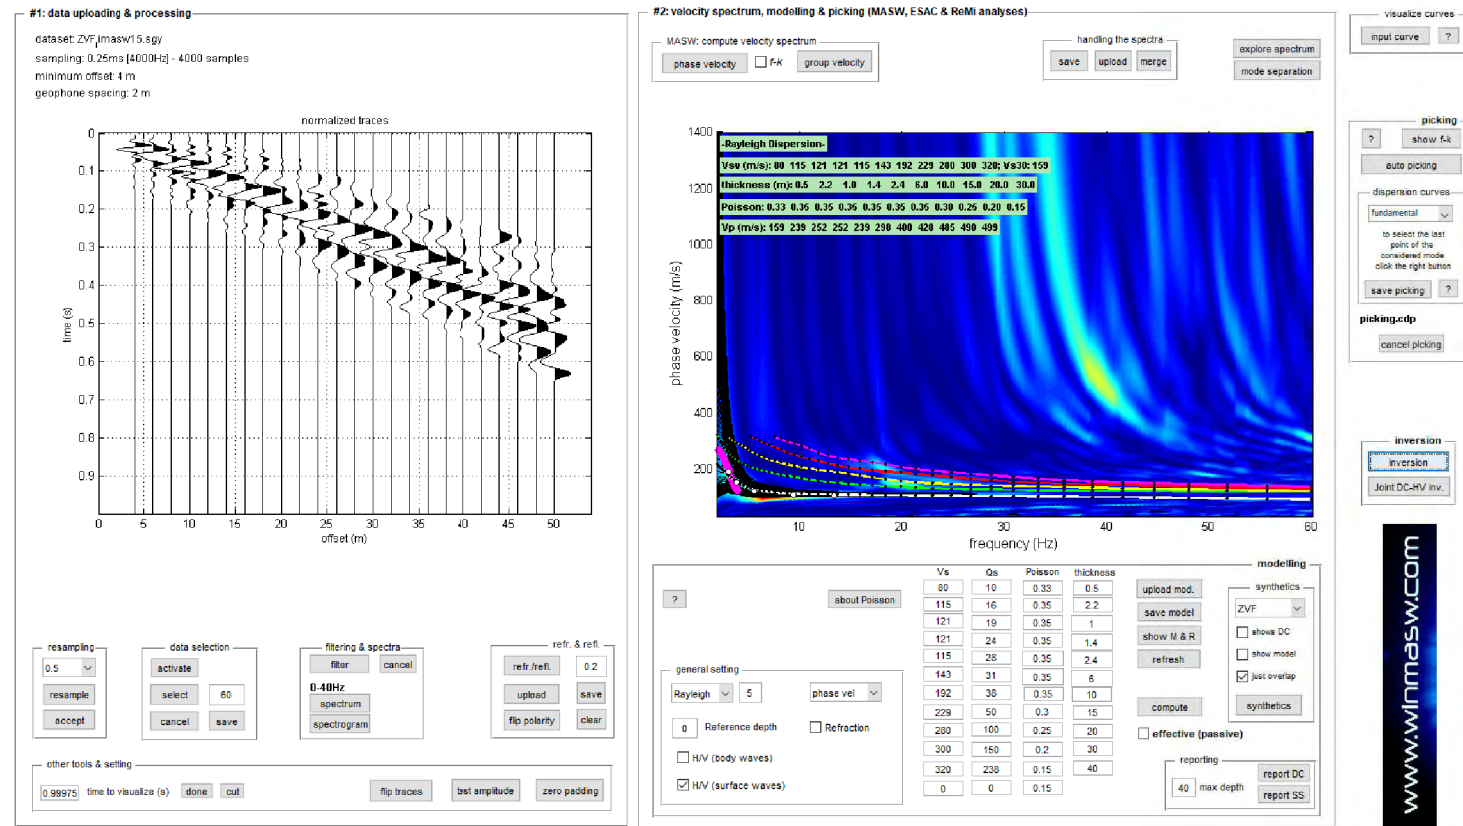 #1: data uploading & processing
dataset: ZVF_imasw15.sgy
sampling: 0.25ms [4000Hz] - 4000 samples
minimum offset: 4 m
geophone spacing: 2 m
normalized traces
0
0.1
0.2
0.3
0.4
0.5
0.6
0.7
0.8
0.9
time (s)
0 5 10 15 20 25 30 35 40 45 50
offset (m)
resampling
0.5
resample
accept
data selection
activate
select 60
cancel save
filtering & spectra
filter cancel
0-40Hz
spectrum
spectrogram
refr. & refl.
refr./refl. 0.2
upload save
flip polarity clear
other tools & setting
0.99975 time to visualize (s) done cut flip traces test amplitude zero padding
#2: velocity spectrum, modelling & picking (MASW, ESAC & ReMi analyses)
MASW: compute velocity spectrum
phase velocity f-k group velocity
handling the spectra
save upload merge
explore spectrum
mode separation
-Rayleigh Dispersion-
Vsv (m/s): 80 115 121 121 115 143 192 229 280 300 320; Vs30: 159
thickness (m): 0.5 2.2 1.0 1.4 2.4 6.0 10.0 15.0 20.0 30.0
Poisson: 0.33 0.35 0.35 0.35 0.35 0.35 0.35 0.30 0.25 0.20 0.15
Vp (m/s): 159 239 252 252 239 298 400 428 485 490 499
1400
1200
1000
800
600
400
200
phase velocity (m/s)
10 20 30 40 50 60
frequency (Hz)
modelling
? about Poisson
general setting
Rayleigh 5 phase vel
0 Reference depth Refraction
H/V (body waves)
H/V (surface waves)
Vs Qs Poisson thickness
80 10 0.33 0.5
115 16 0.35 2.2
121 19 0.35 1
121 24 0.35 1.4
115 28 0.35 2.4
143 31 0.35 6
192 38 0.35 10
229 50 0.3 15
280 100 0.25 20
300 150 0.2 30
320 238 0.15 40
0 0 0.15
upload mod.
save model
show M & R
refresh
compute
synthetics
ZVF
shows DC
show model
just overlap
synthetics
effective (passive)
reporting
40 max depth report DC
report SS
visualize curves
input curve ?
picking
? show f-k
auto picking
dispersion curves
fundamental
to select the last
point of the
considered mode
click the right button
save picking ?
picking.cdp
cancel picking
inversion
inversion
Joint DC-HV inv.
www.winmasw.com